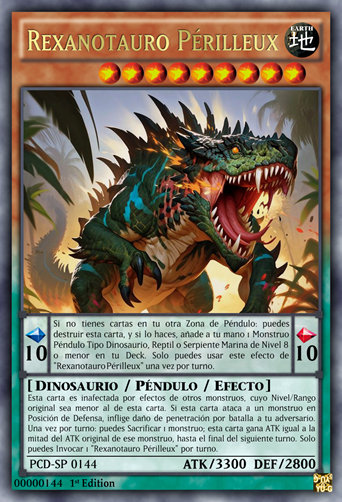 Rexanotauro Périlleux
EARTH
地
Si no tienes cartas en tu otra Zona de Péndulo: puedes
destruir esta carta, y si lo haces, añade a tu mano 1 Monstruo
Péndulo Tipo Dinosaurio, Reptil o Serpiente Marina de Nivel 8
o menor en tu Deck. Solo puedes usar este efecto de
"Rexanotauro Périlleux" una vez por turno.
10
10
[ Dinosaurio / Péndulo / Efecto ]
Esta carta es inafectada por efectos de otros monstruos, cuyo Nivel/Rango
original sea menor al de esta carta. Si esta carta ataca a un monstruo en
Posición de Defensa, inflige daño de penetración por batalla a tu adversario.
Una vez por turno: puedes Sacrificar 1 monstruo; esta carta gana ATK igual a la
mitad del ATK original de ese monstruo, hasta el final del siguiente turno. Solo
puedes Invocar 1 "Rexanotauro Périlleux" por turno.
PCD-SP 0144
ATK/3300 DEF/2800
00000144 1st Edition